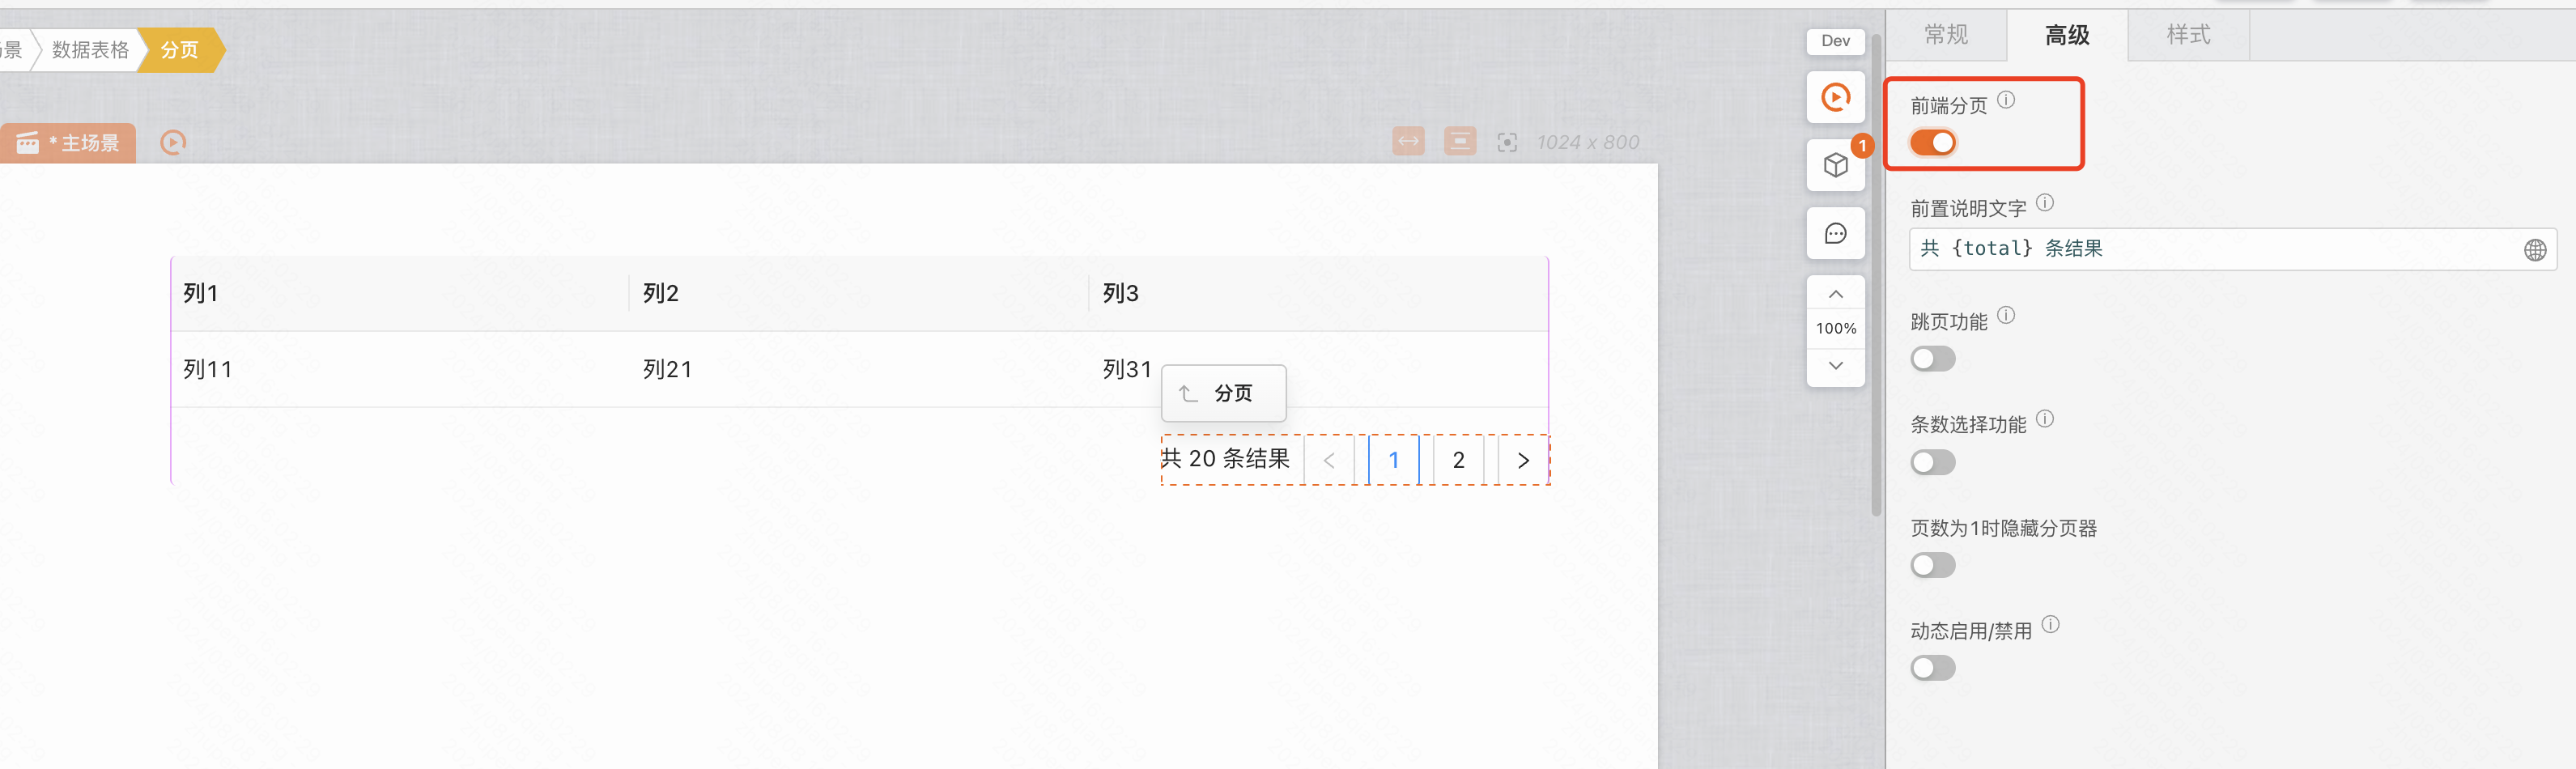 景
数据表格
分页
* 主场景
1024 x 800
列1
列2
列3
列11
列21
列31
分页
共 20 条结果
1
2
Dev
1
100%
常规
高级
样式
前端分页
前置说明文字
共 {total} 条结果
跳页功能
条数选择功能
页数为1时隐藏分页器
动态启用/禁用